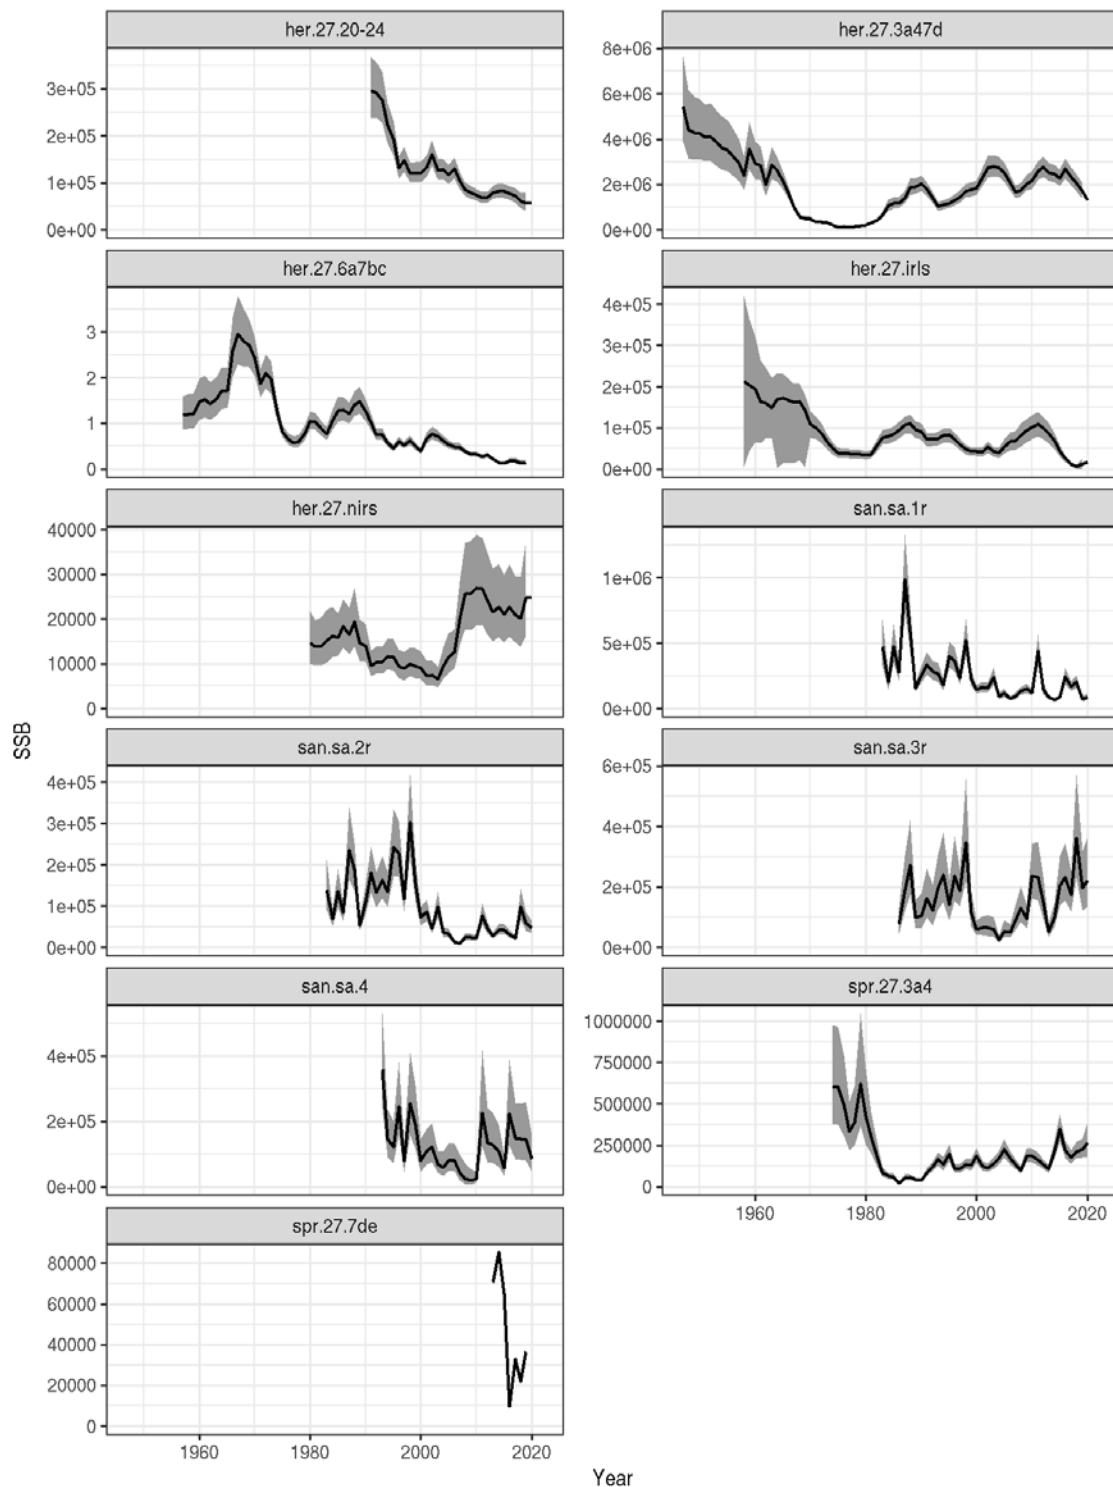 her.27.20-24
3e+05
2e+05
1e+05
0e+00
her.27.3a47d
8e+06
6e+06
4e+06
2e+06
0e+00
her.27.6a7bc
3
2
1
0
her.27.irls
4e+05
3e+05
2e+05
1e+05
0e+00
her.27.nirs
40000
30000
20000
10000
0
san.sa.1r
1e+06
5e+05
0e+00
SSB
san.sa.2r
4e+05
3e+05
2e+05
1e+05
0e+00
san.sa.3r
6e+05
4e+05
2e+05
0e+00
san.sa.4
4e+05
2e+05
0e+00
spr.27.3a4
1000000
750000
500000
250000
0
1960 1980 2000 2020
spr.27.7de
80000
60000
40000
20000
0
1960 1980 2000 2020
Year